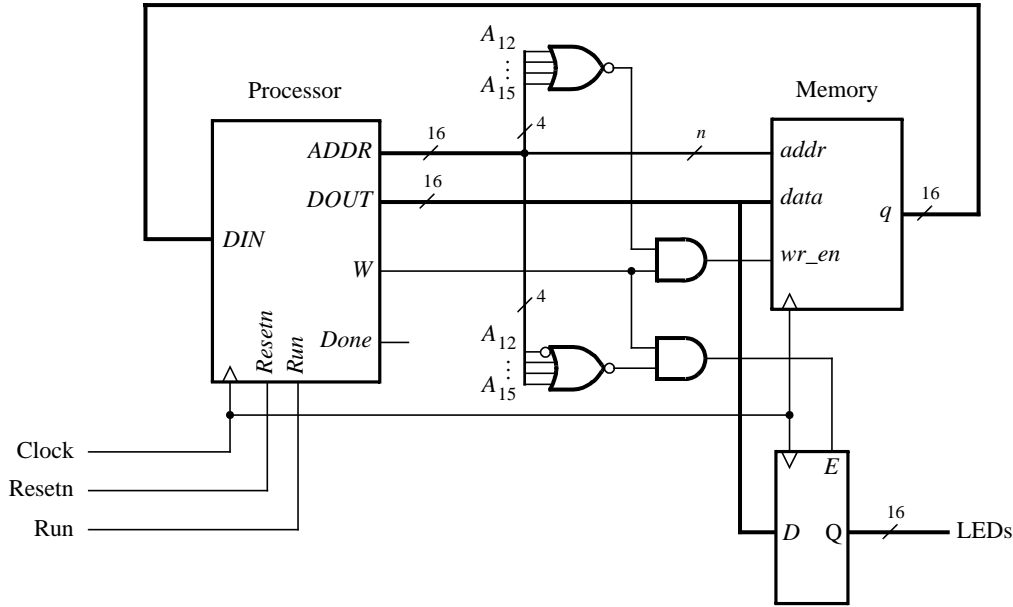 A12
⋮
A15
Processor
Memory
4
16
n
ADDR
addr
16
DOUT
data
16
q
DIN
W
wr_en
4
Resetn
Run
Done
A12
⋮
A15
Clock
E
Resetn
16
Run
D
Q
LEDs